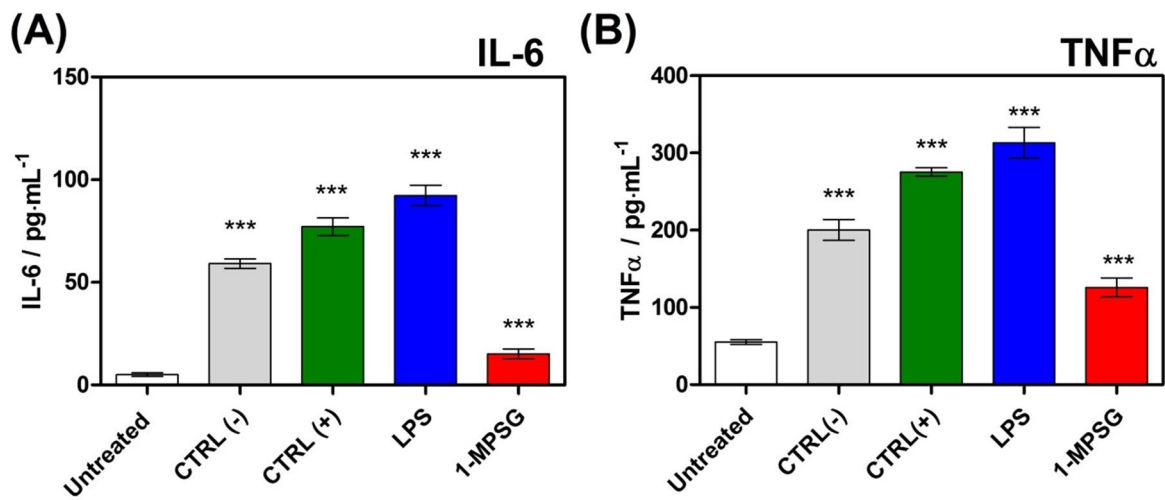 (A)
IL-6
IL-6 / pg·mL⁻¹
150
100
50
0
***
***
***
***
Untreated
CTRL (-)
CTRL (+)
LPS
1-MPSG
(B)
TNFα
TNFα / pg·mL⁻¹
400
300
200
100
0
***
***
***
***
Untreated
CTRL(-)
CTRL(+)
LPS
1-MPSG